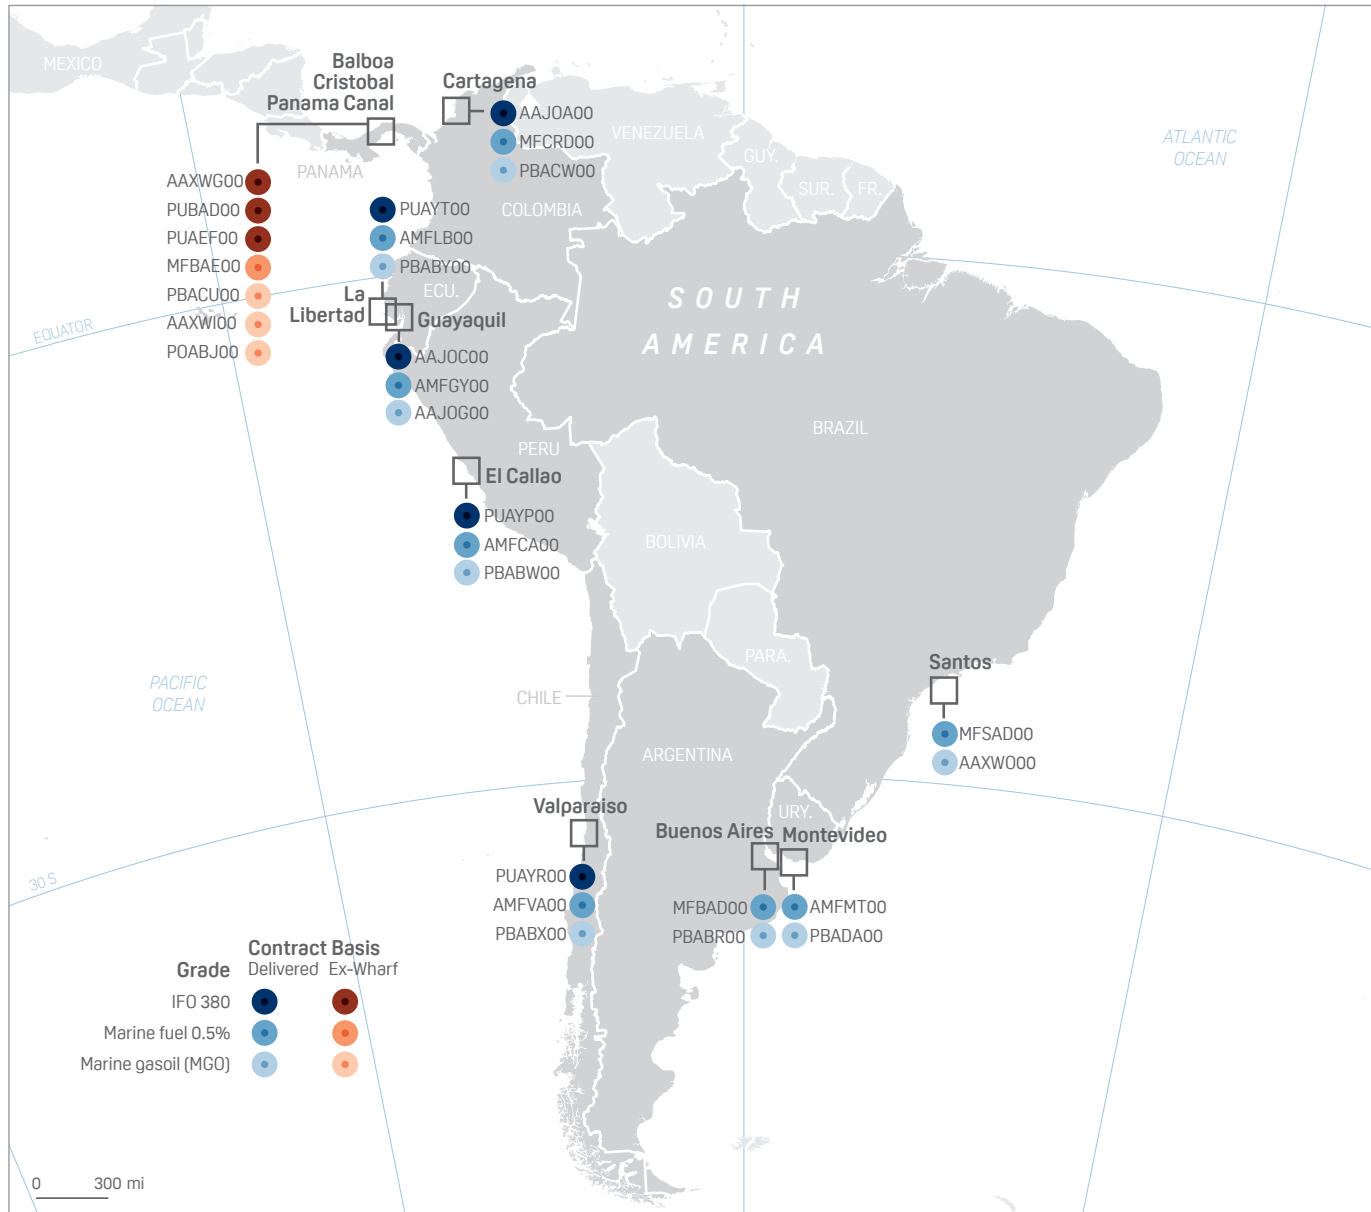 MEXICO
Balboa
Cristobal
Panama Canal
PANAMA
AAXWG00
PUBAD00
PUAEF00
MFBAE00
PBACU00
AAXWI00
POABJ00
Cartagena
AAJOA00
MFCRD00
PBACW00
VENEZUELA
GUY.
SUR.
FR.
ATLANTIC
OCEAN
COLOMBIA
PUAYT00
AMFLB00
PBABY00
ECU.
La
Libertad
Guayaquil
AAJOC00
AMFGY00
AAJOG00
EQUATOR
SOUTH
AMERICA
BRAZIL
PERU
El Callao
PUAYP00
AMFCA00
PBABW00
BOLIVIA
PARA.
PACIFIC
OCEAN
CHILE
Santos
MFSAD00
AAXWO00
ARGENTINA
URY.
Valparaiso
PUAYR00
AMFVA00
PBABX00
Buenos Aires
MFBAD00
PBABR00
Montevideo
AMFMT00
PBADA00
30 S
Contract Basis
Grade Delivered Ex-Wharf
IFO 380
Marine fuel 0.5%
Marine gasoil (MGO)
0 300 mi